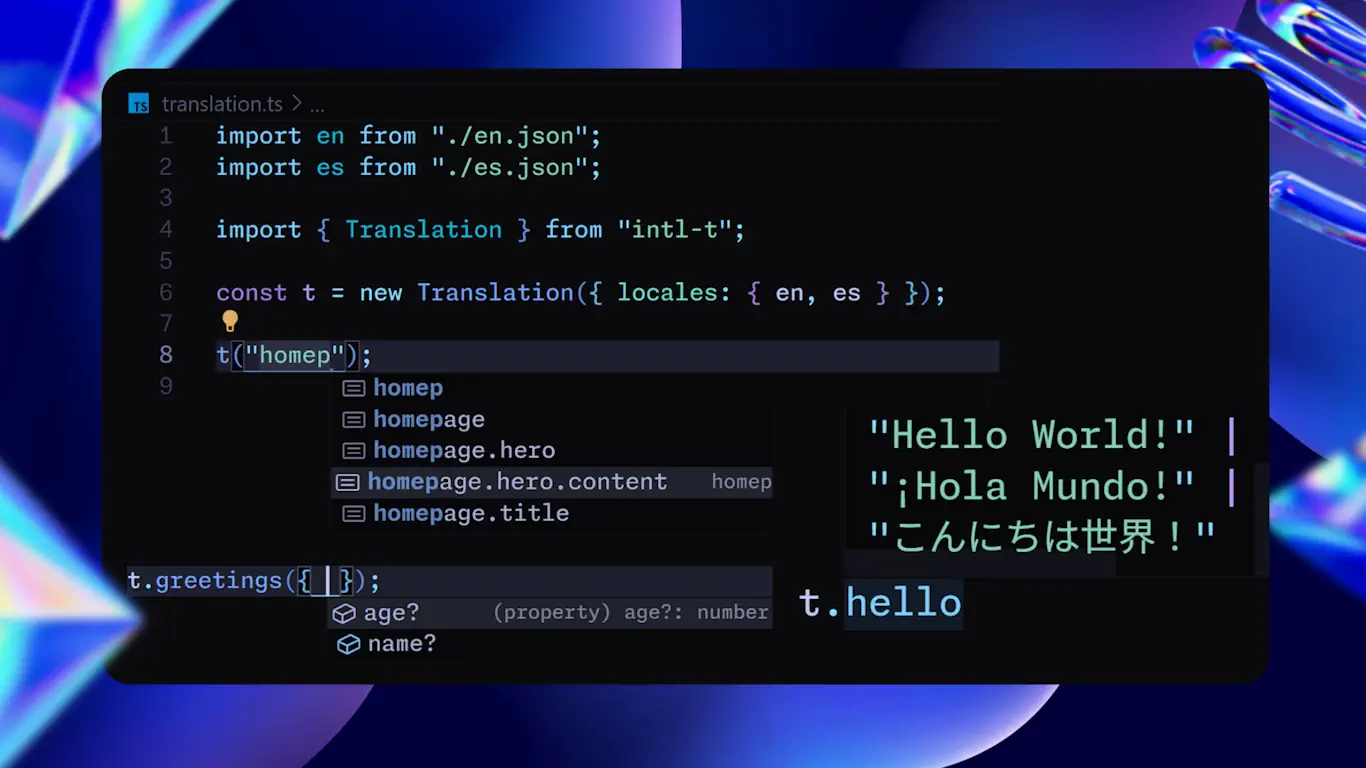 TS translation.ts > ...
1 import en from "./en.json";
2 import es from "./es.json";
3
4 import { Translation } from "intl-t";
5
6 const t = new Translation({ locales: { en, es } });
7
8 t("homep");
9
homep
homepage
homepage.hero
homepage.hero.content homep
homepage.title
t.greetings({ });
age? (property) age?: number
name?
"Hello World!" |
"¡Hola Mundo!" |
"こんにちは世界！"
t.hello